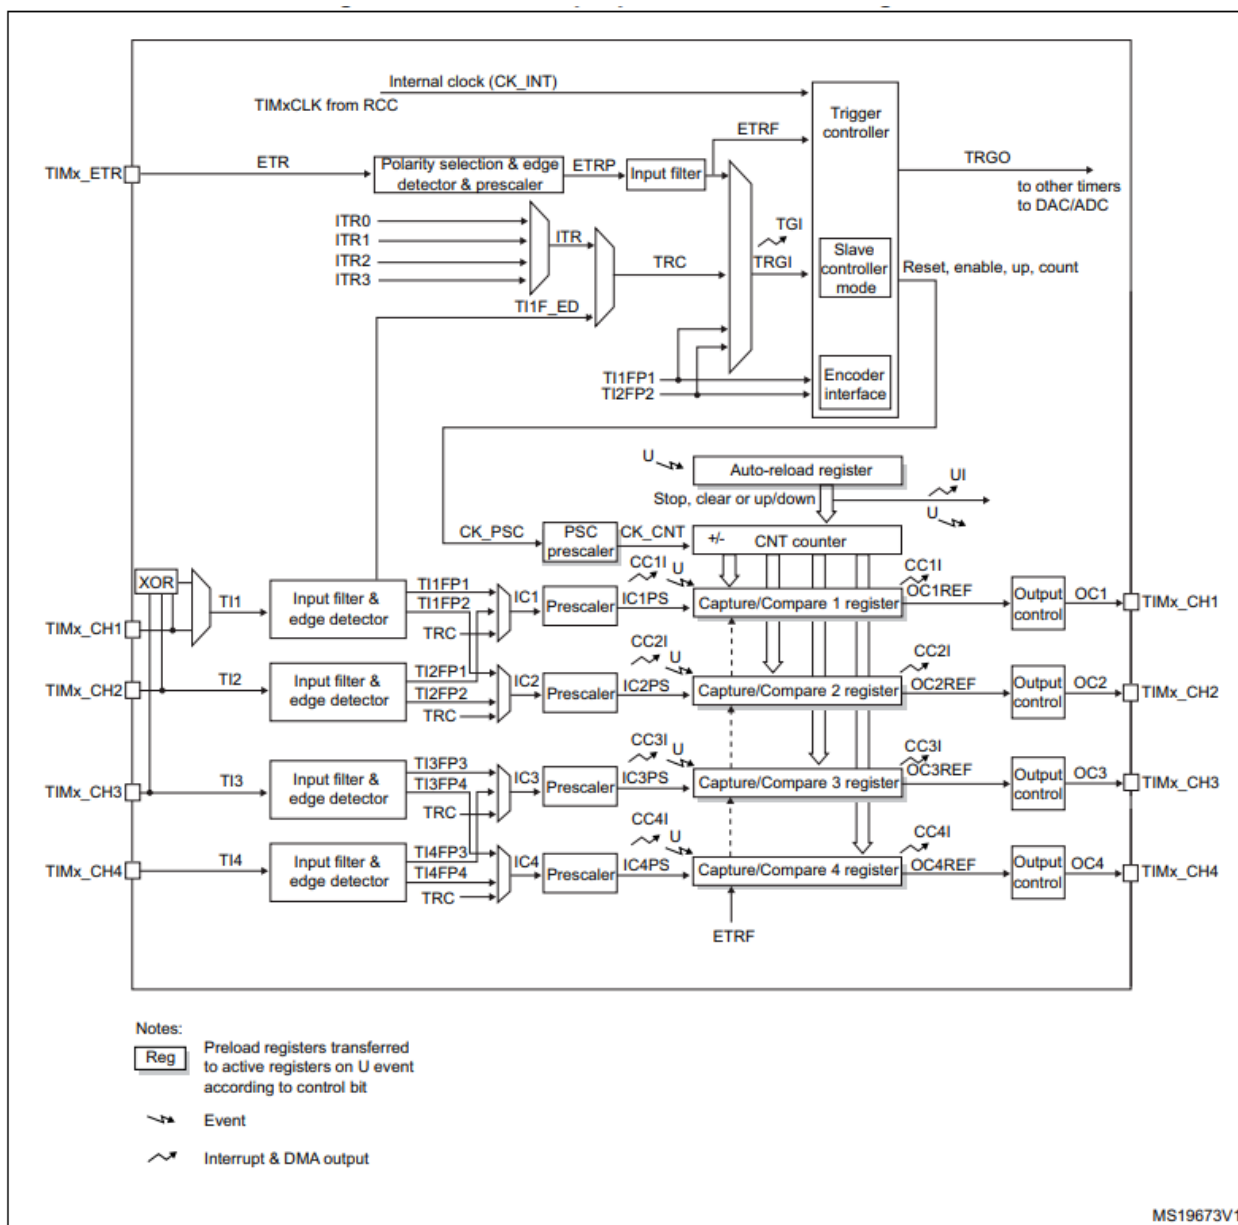 Internal clock (CK_INT)
TIMxCLK from RCC
Trigger
controller
ETRF
TIMx_ETR
ETR
Polarity selection & edge
detector & prescaler
ETRP
Input filter
TRGO
to other timers
to DAC/ADC
ITR0
ITR1
ITR2
ITR3
ITR
TRC
TGI
TRGI
Slave
controller
mode
Reset, enable, up, count
TI1F_ED
TI1FP1
TI2FP2
Encoder
interface
U
Auto-reload register
UI
Stop, clear or up/down
U
CK_PSC
PSC
prescaler
CK_CNT
+/-
CNT counter
XOR
TI1
Input filter &
edge detector
TI1FP1
TI1FP2
TRC
IC1
Prescaler
CC1I
U
IC1PS
Capture/Compare 1 register
CC1I
OC1REF
Output
control
OC1
TIMx_CH1
TIMx_CH1
TIMx_CH2
TI2
Input filter &
edge detector
TI2FP1
TI2FP2
TRC
IC2
Prescaler
CC2I
U
IC2PS
Capture/Compare 2 register
CC2I
OC2REF
Output
control
OC2
TIMx_CH2
TIMx_CH3
TI3
Input filter &
edge detector
TI3FP3
TI3FP4
TRC
IC3
Prescaler
CC3I
U
IC3PS
Capture/Compare 3 register
CC3I
OC3REF
Output
control
OC3
TIMx_CH3
TIMx_CH4
TI4
Input filter &
edge detector
TI4FP3
TI4FP4
TRC
IC4
Prescaler
CC4I
U
IC4PS
Capture/Compare 4 register
CC4I
OC4REF
Output
control
OC4
TIMx_CH4
ETRF
Notes:
Reg
Preload registers transferred
to active registers on U event
according to control bit
Event
Interrupt & DMA output
MS19673V1